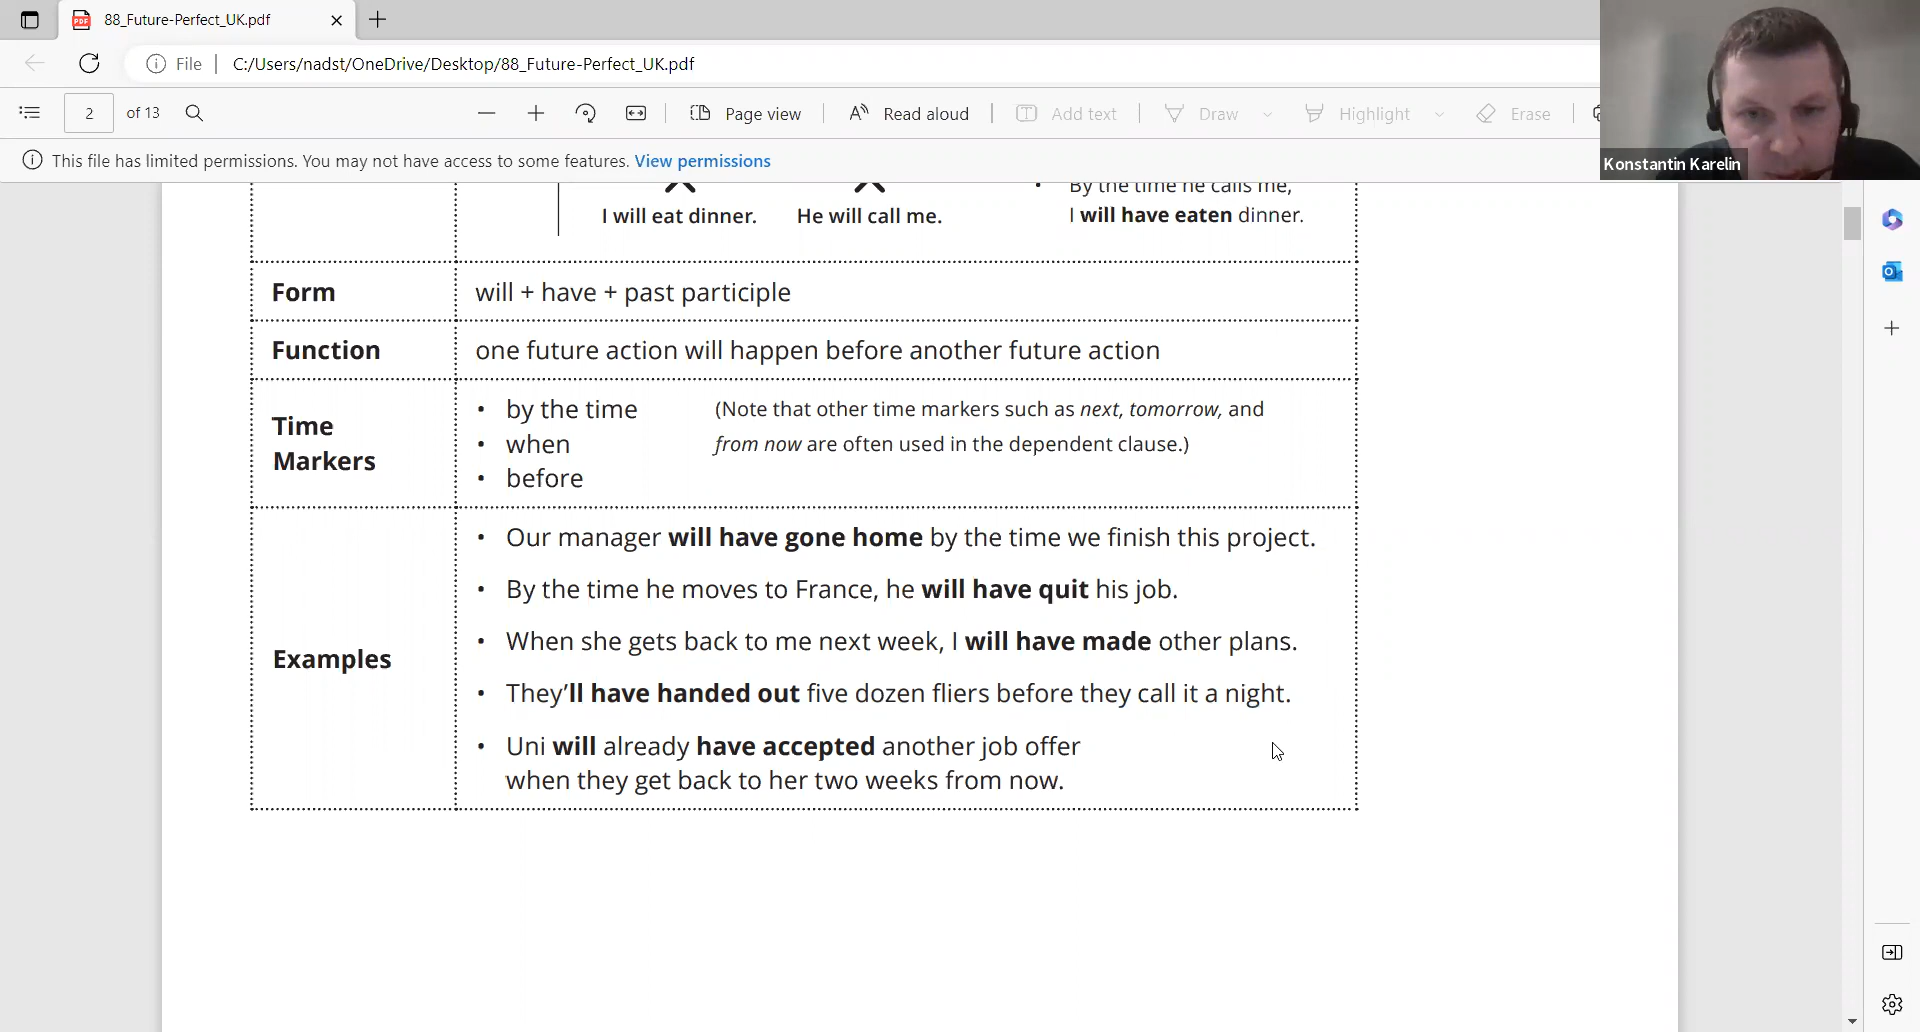 88_Future-Perfect_UK.pdf
File
C:/Users/nadst/OneDrive/Desktop/88_Future-Perfect_UK.pdf
2 of 13
Page view
Read aloud
Add text
Draw
Highlight
Erase
Konstantin Karelin
This file has limited permissions. You may not have access to some features. View permissions
I will eat dinner.
He will call me.
• By the time he calls me,
I will have eaten dinner.
Form
will + have + past participle
Function
one future action will happen before another future action
Time
Markers
• by the time
• when
• before
(Note that other time markers such as next, tomorrow, and
from now are often used in the dependent clause.)
Examples
• Our manager will have gone home by the time we finish this project.
• By the time he moves to France, he will have quit his job.
• When she gets back to me next week, I will have made other plans.
• They'll have handed out five dozen fliers before they call it a night.
• Uni will already have accepted another job offer
when they get back to her two weeks from now.